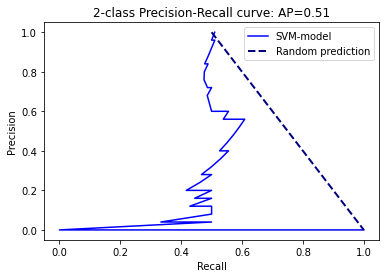 2-class Precision-Recall curve: AP=0.51
SVM-model
Random prediction
Precision
1.0
0.8
0.6
0.4
0.2
0.0
0.0 0.2 0.4 0.6 0.8 1.0
Recall